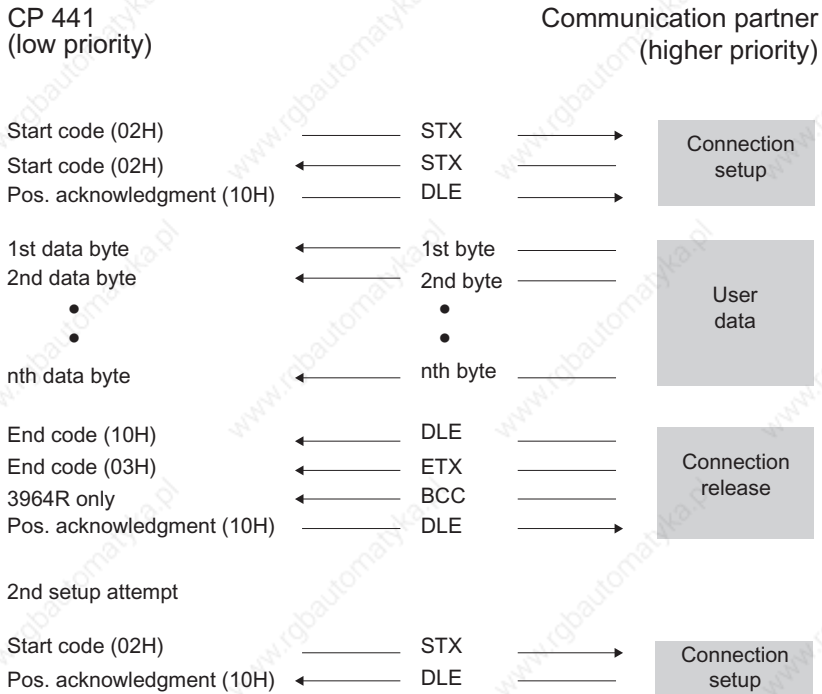 CP 441
(low priority)
Communication partner
(higher priority)
Start code (02H) STX
Start code (02H) STX
Pos. acknowledgment (10H) DLE
Connection
setup
1st data byte 1st byte
2nd data byte 2nd byte
nth data byte nth byte
User
data
End code (10H) DLE
End code (03H) ETX
3964R only BCC
Pos. acknowledgment (10H) DLE
Connection
release
2nd setup attempt
Start code (02H) STX
Pos. acknowledgment (10H) DLE
Connection
setup
www.rgbautomatyka.pl